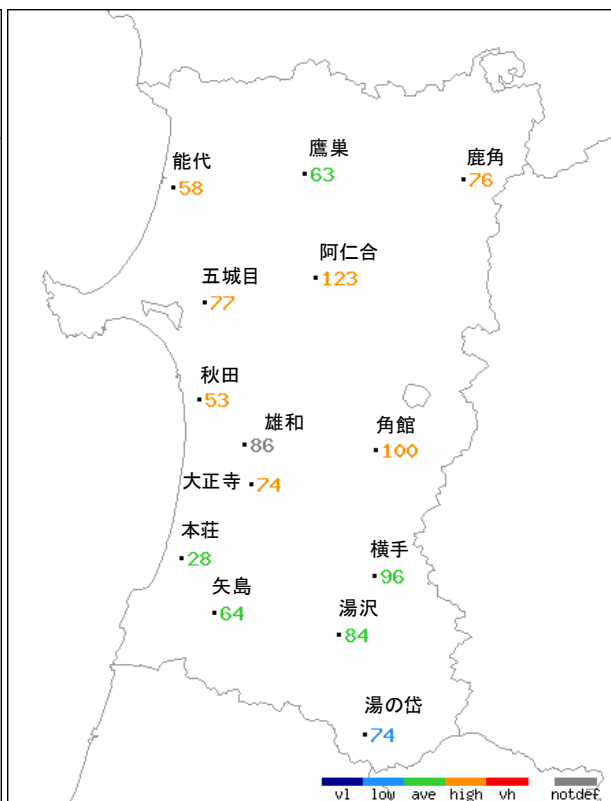 能代
58
鷹巣
63
鹿角
76
五城目
77
阿仁合
123
秋田
53
雄和
86
角館
100
大正寺
74
本荘
28
横手
96
矢島
64
湯沢
84
湯の岱
74
vl low ave high vh notdef